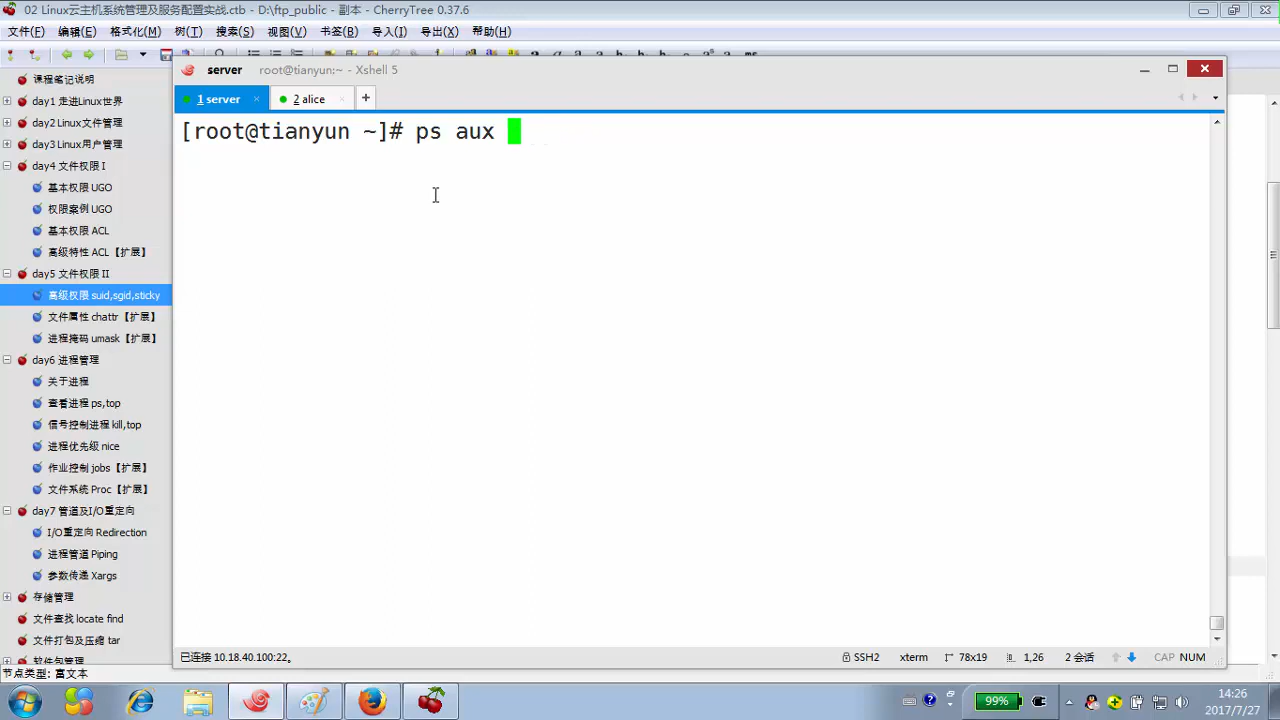 02 Linux云主机系统管理及服务配置实战.ctb - D:\ftp_public - 副本 - CherryTree 0.37.6
文件(F) 编辑(E) 格式化(M) 树(T) 搜索(S) 视图(V) 书签(B) 导入(I) 导出(X) 帮助(H)
server root@tianyun:~ - Xshell 5
1 server × 2 alice × +
[root@tianyun ~]# ps aux
课程笔记说明
day1 走进Linux世界
day2 Linux文件管理
day3 Linux用户管理
day4 文件权限 I
基本权限 UGO
权限案例 UGO
基本权限 ACL
高级特性 ACL【扩展】
day5 文件权限 II
高级权限 suid,sgid,sticky
文件属性 chattr【扩展】
进程掩码 umask【扩展】
day6 进程管理
关于进程
查看进程 ps,top
信号控制进程 kill,top
进程优先级 nice
作业控制 jobs【扩展】
文件系统 Proc【扩展】
day7 管道及I/O重定向
I/O重定向 Redirection
进程管道 Piping
参数传递 Xargs
存储管理
文件查找 locate find
文件打包及压缩 tar
软件包管理
已连接 10.18.40.100:22。 SSH2 xterm 78x19 1,26 2 会话 CAP NUM
节点类型: 富文本
99% 14:26
2017/7/27